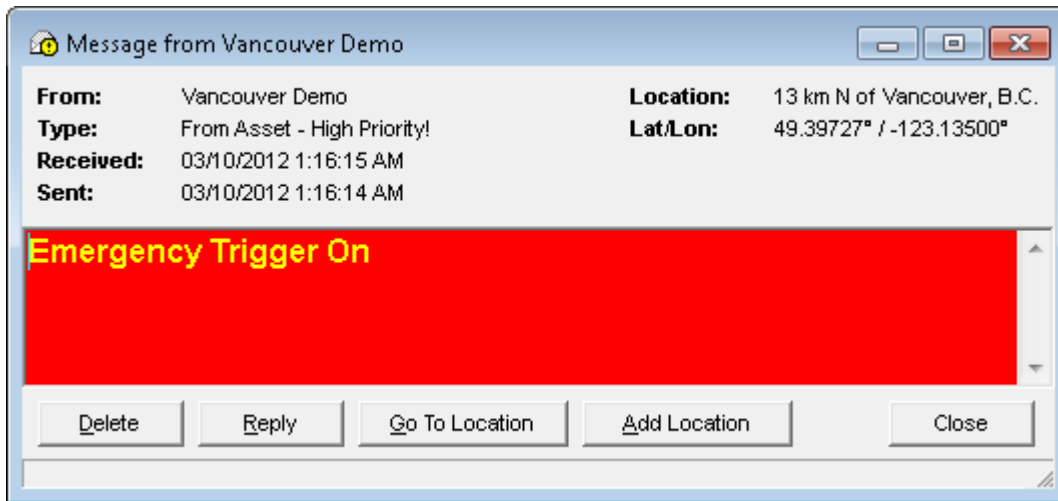 Message from Vancouver Demo
From: Vancouver Demo Location: 13 km N of Vancouver, B.C.
Type: From Asset - High Priority! Lat/Lon: 49.39727° / -123.13500°
Received: 03/10/2012 1:16:15 AM
Sent: 03/10/2012 1:16:14 AM
Emergency Trigger On
Delete Reply Go To Location Add Location Close